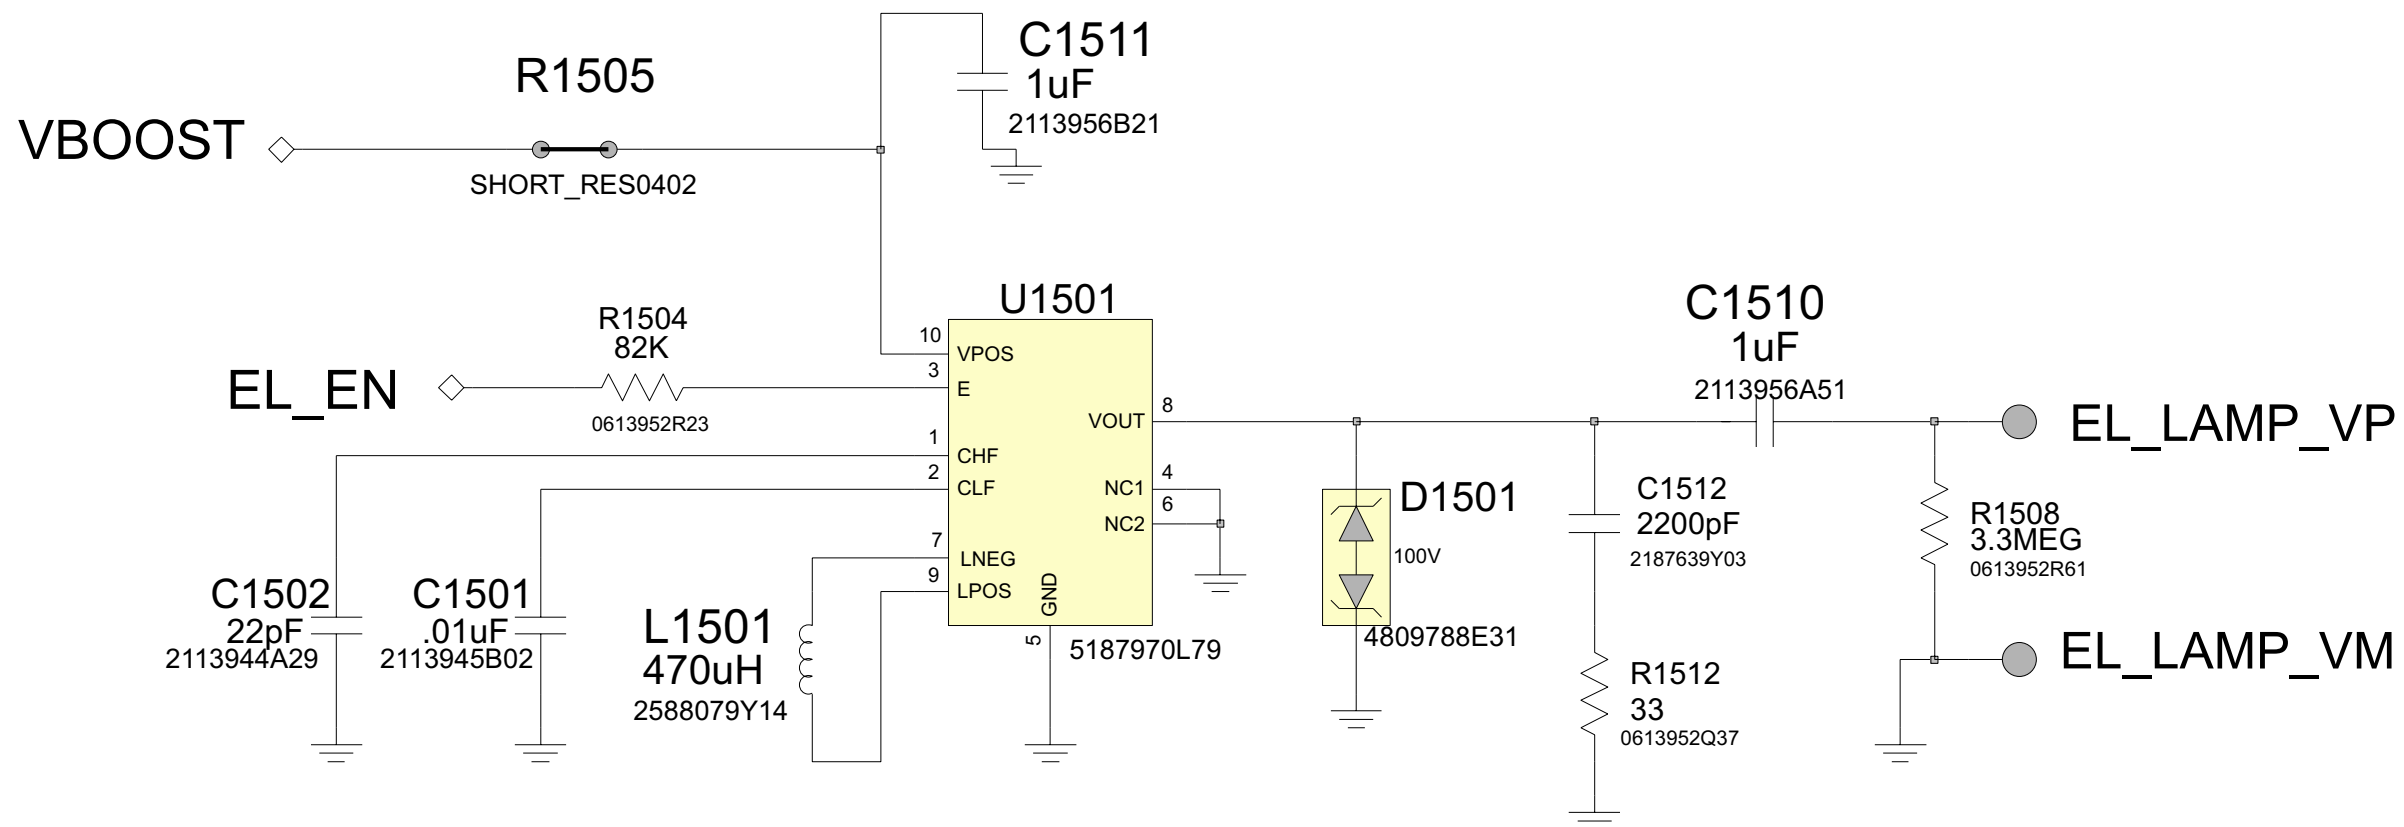 C1511
1uF
2113956B21
R1505
VBOOST
SHORT_RES0402
U1501
R1504
82K
EL_EN
0613952R23
10
VPOS
3
E
1
CHF
2
CLF
7
LNEG
9
LPOS
GND
5
VOUT
8
NC1
4
NC2
6
5187970L79
C1510
1uF
2113956A51
EL_LAMP_VP
D1501
100V
4809788E31
C1512
2200pF
2187639Y03
R1508
3.3MEG
0613952R61
C1502
22pF
2113944A29
C1501
.01uF
2113945B02
L1501
470uH
2588079Y14
R1512
33
0613952Q37
EL_LAMP_VM